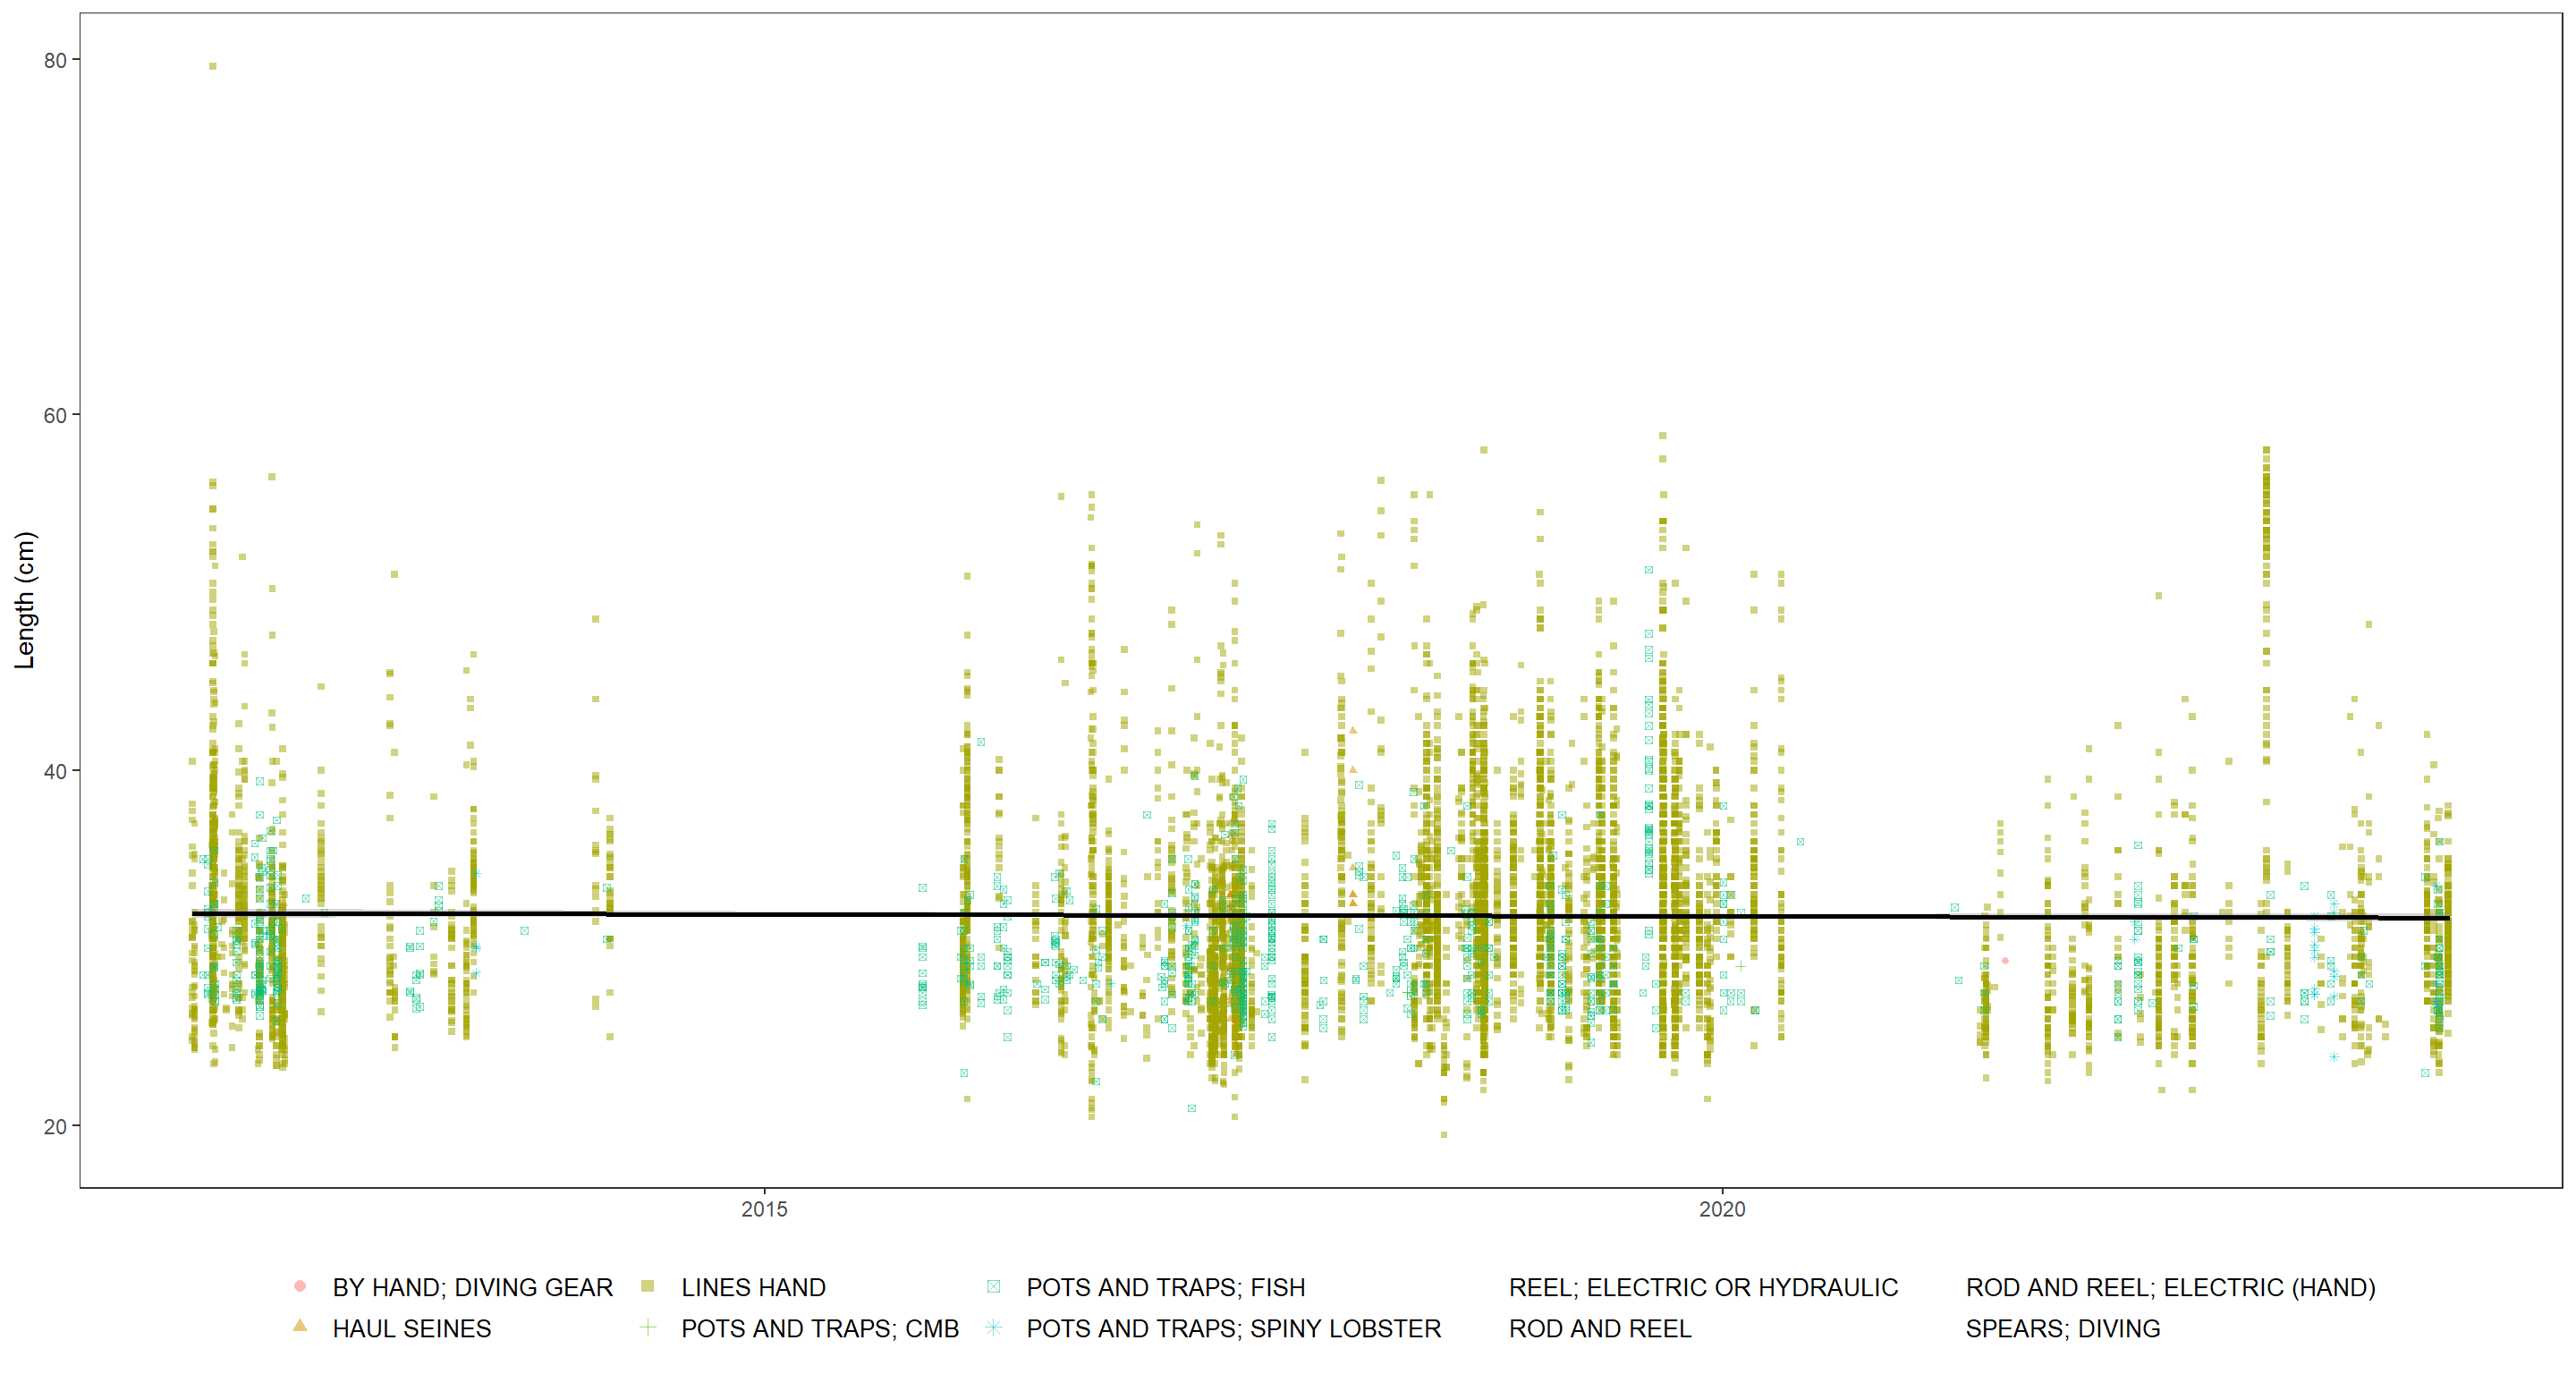 80
60
40
20
Length (cm)
2015 2020
BY HAND; DIVING GEAR LINES HAND POTS AND TRAPS; FISH REEL; ELECTRIC OR HYDRAULIC ROD AND REEL; ELECTRIC (HAND)
HAUL SEINES POTS AND TRAPS; CMB POTS AND TRAPS; SPINY LOBSTER ROD AND REEL SPEARS; DIVING